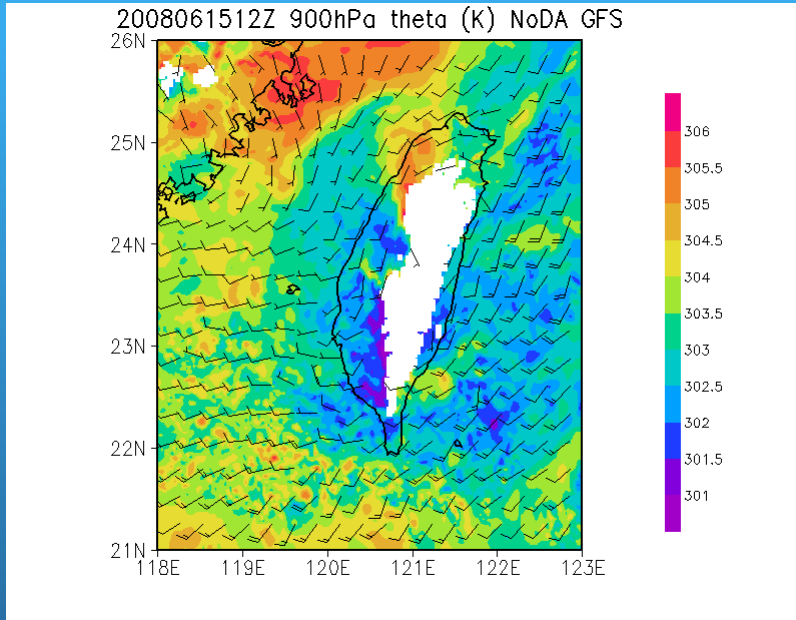 2008061512Z 900hPa theta (K) NoDA GFS
26N
25N
24N
23N
22N
21N
118E 119E 120E 121E 122E 123E
306
305.5
305
304.5
304
303.5
303
302.5
302
301.5
301